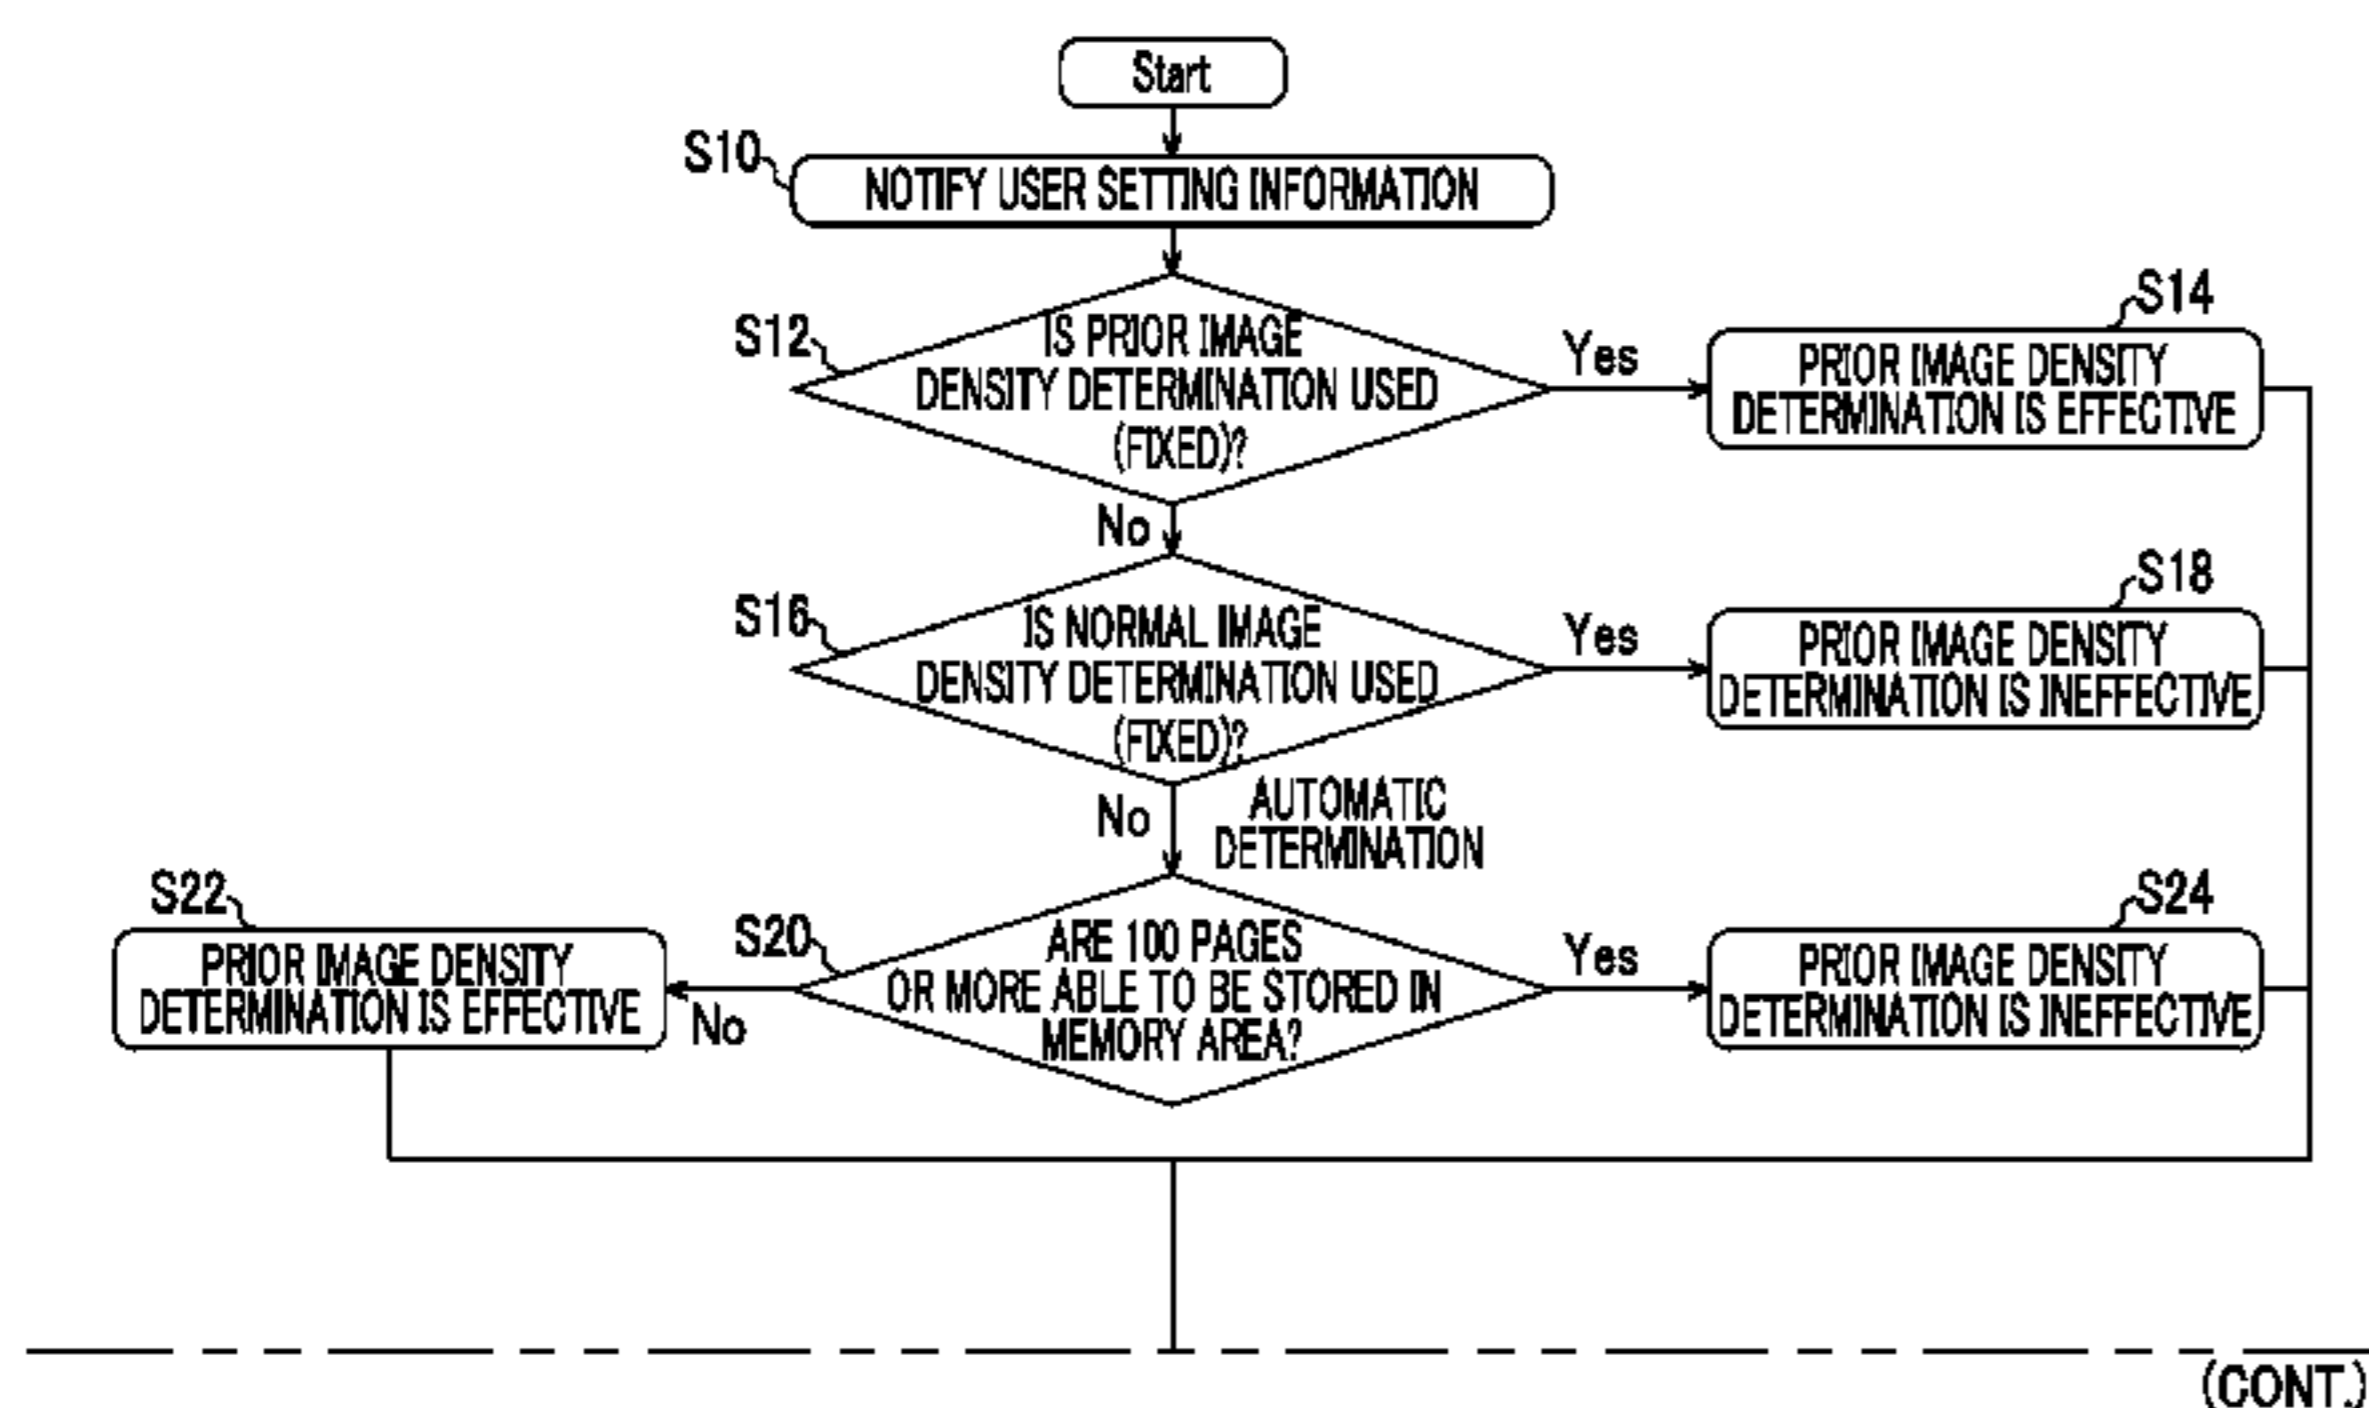 Start
S10
NOTIFY USER SETTING INFORMATION
S12
IS PRIOR IMAGE
DENSITY DETERMINATION USED
(FIXED)?
Yes
S14
PRIOR IMAGE DENSITY
DETERMINATION IS EFFECTIVE
No
S16
IS NORMAL IMAGE
DENSITY DETERMINATION USED
(FIXED)?
Yes
S18
PRIOR IMAGE DENSITY
DETERMINATION IS INEFFECTIVE
No
AUTOMATIC
DETERMINATION
S20
ARE 100 PAGES
OR MORE ABLE TO BE STORED IN
MEMORY AREA?
No
S22
PRIOR IMAGE DENSITY
DETERMINATION IS EFFECTIVE
Yes
S24
PRIOR IMAGE DENSITY
DETERMINATION IS INEFFECTIVE
(CONT.)